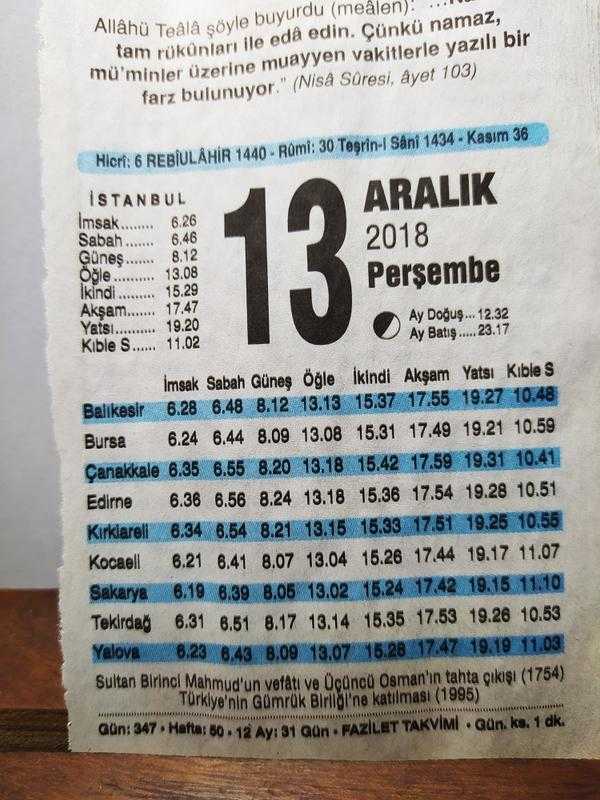 Allâhü Teâlâ şöyle buyurdu (meâlen): "...
tam rükûnları ile edâ edin. Çünkü namaz,
mü'minler üzerine muayyen vakitlerle yazılı bir
farz bulunuyor." (Nisâ Sûresi, âyet 103)
Hicrî: 6 REBÎULÂHIR 1440 - Rûmî: 30 Teşrîn-i Sânî 1434 - Kasım 36
İSTANBUL
İmsak........ 6.26
Sabah ....... 6.46
Güneş....... 8.12
Öğle .......... 13.08
İkindi ......... 15.29
Akşam....... 17.47
Yatsı.......... 19.20
Kıble S...... 11.02
13
ARALIK
2018
Perşembe
Ay Doğuş... 12.32
Ay Batış ..... 23.17
İmsak Sabah Güneş Öğle İkindi Akşam Yatsı Kıble S
Balıkesir 6.28 6.48 8.12 13.13 15.37 17.55 19.27 10.48
Bursa 6.24 6.44 8.09 13.08 15.31 17.49 19.21 10.59
Çanakkale 6.35 6.55 8.20 13.18 15.42 17.59 19.31 10.41
Edirne 6.36 6.56 8.24 13.18 15.36 17.54 19.28 10.51
Kırklareli 6.34 6.54 8.21 13.15 15.33 17.51 19.25 10.55
Kocaeli 6.21 6.41 8.07 13.04 15.26 17.44 19.17 11.07
Sakarya 6.19 6.39 8.05 13.02 15.24 17.42 19.15 11.10
Tekirdağ 6.31 6.51 8.17 13.14 15.35 17.53 19.26 10.53
Yalova 6.23 6.43 8.09 13.07 15.28 17.47 19.19 11.03
Sultan Birinci Mahmud'un vefâtı ve Üçüncü Osman'ın tahta çıkışı (1754)
Türkiye'nin Gümrük Birliği'ne katılması (1995)
Gün: 347 • Hafta: 50 • 12 Ay: 31 Gün • FAZİLET TAKVİMİ • Gün. ks. 1 dk.